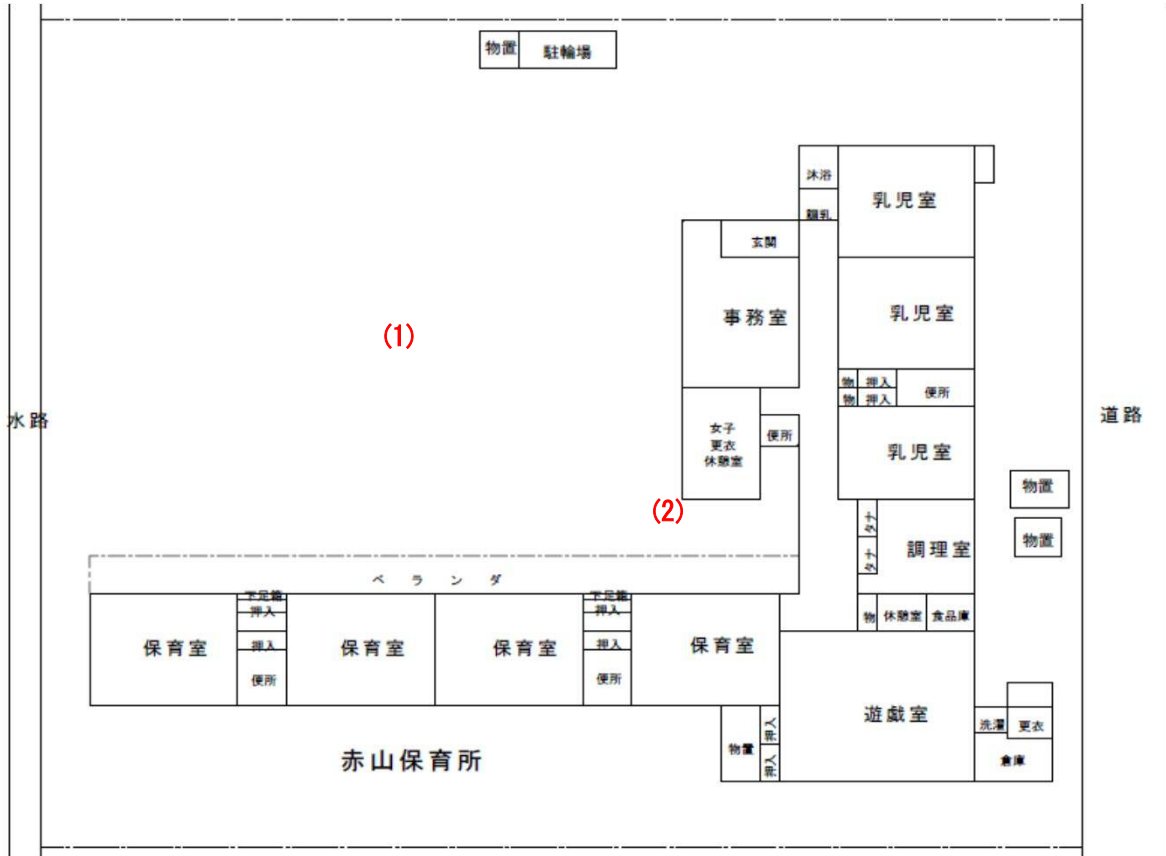 物置
駐輪場
沐浴
調乳
乳児室
玄関
事務室
乳児室
(1)
物
押入
便所
物
押入
水路
道路
女子
更衣
休憩室
便所
乳児室
物置
(2)
タナ
物置
タナ
調理室
ベランダ
下足箱
押入
下足箱
押入
物
休憩室
食品庫
保育室
押入
保育室
保育室
押入
保育室
便所
便所
遊戯室
洗濯
更衣
物置
押入
押入
倉庫
赤山保育所